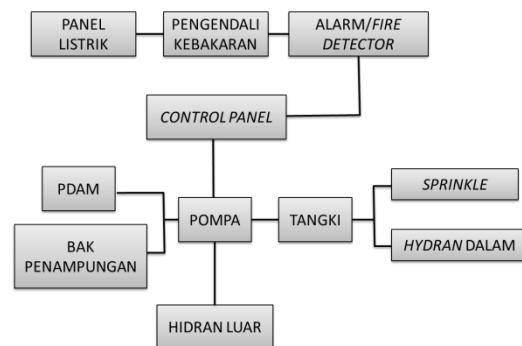 PANEL
LISTRIK
PENGENDALI
KEBAKARAN
ALARM/FIRE
DETECTOR
CONTROL PANEL
PDAM
BAK
PENAMPUNGAN
POMPA
TANGKI
SPRINKLE
HYDRAN DALAM
HIDRAN LUAR